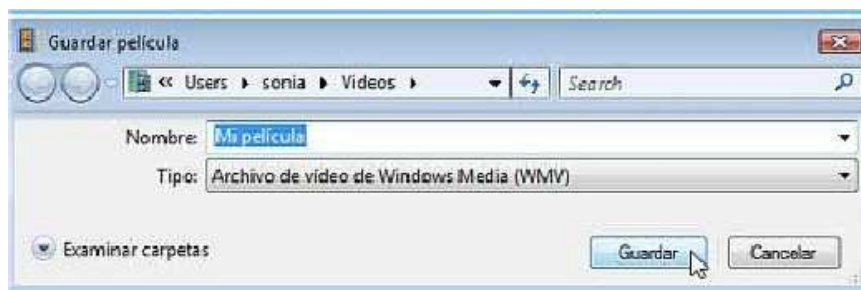 Guardar película
« Users ▸ sonia ▸ Videos ▸ Search
Nombre: Mi película
Tipo: Archivo de vídeo de Windows Media (WMV)
Examinar carpetas Guardar Cancelar